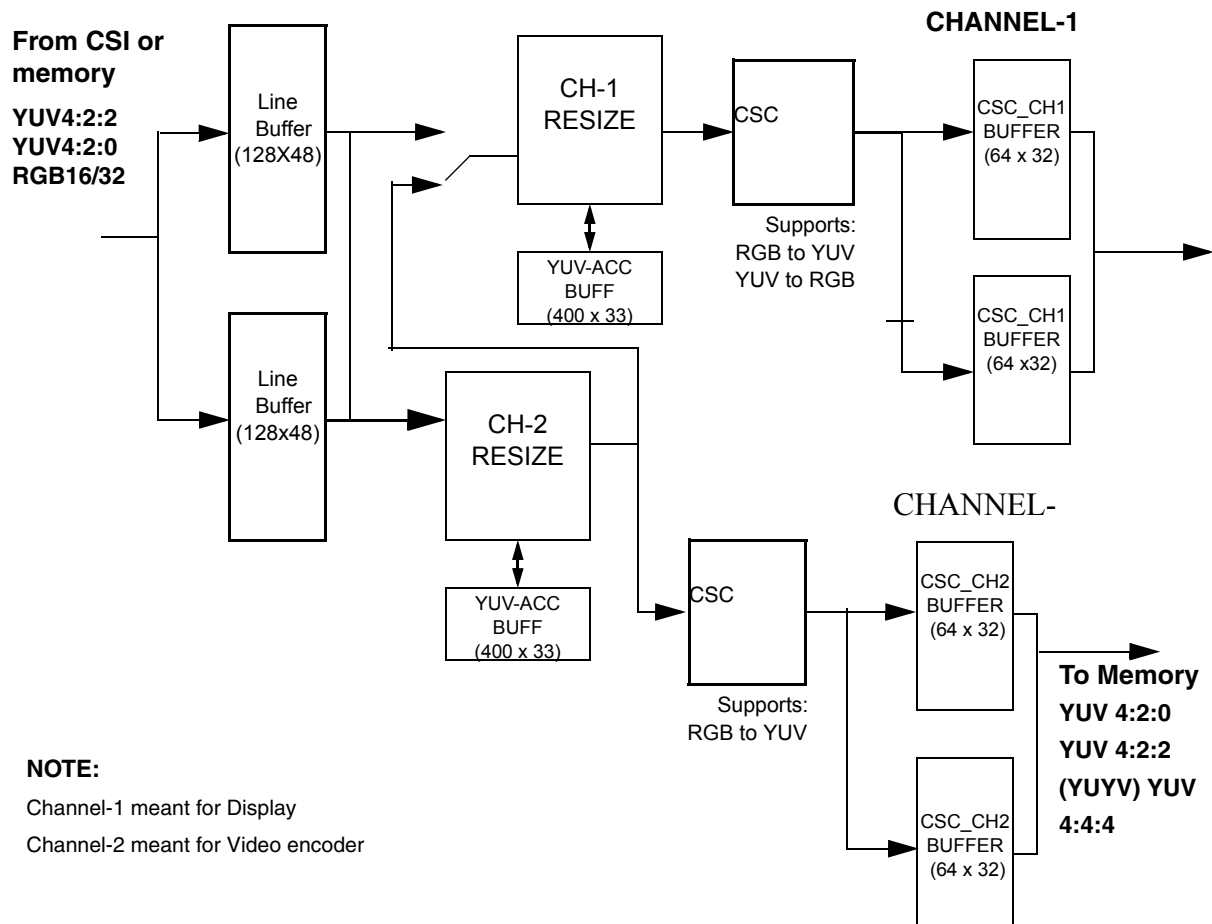 CHANNEL-1
From CSI or
memory
YUV4:2:2
YUV4:2:0
RGB16/32
Line
Buffer
(128X48)
CH-1
RESIZE
CSC
CSC_CH1
BUFFER
(64 x 32)
Supports:
RGB to YUV
YUV to RGB
YUV-ACC
BUFF
(400 x 33)
CSC_CH1
BUFFER
(64 x32)
Line
Buffer
(128x48)
CH-2
RESIZE
CHANNEL-
YUV-ACC
BUFF
(400 x 33)
CSC
CSC_CH2
BUFFER
(64 x 32)
Supports:
RGB to YUV
To Memory
YUV 4:2:0
YUV 4:2:2
(YUYV) YUV
4:4:4
CSC_CH2
BUFFER
(64 x 32)
NOTE:
Channel-1 meant for Display
Channel-2 meant for Video encoder